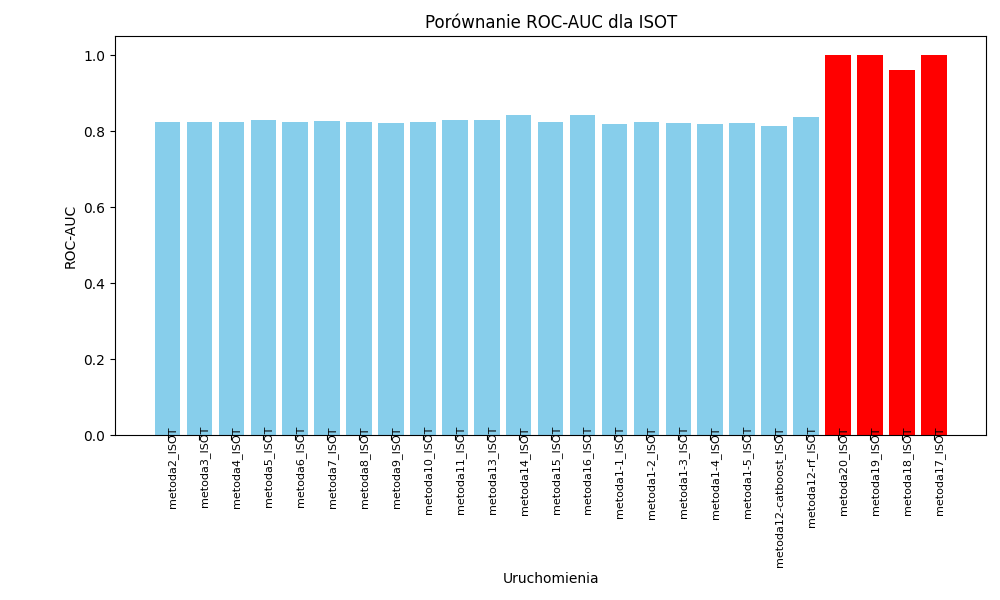 Porównanie ROC-AUC dla ISOT
ROC-AUC
1.0
0.8
0.6
0.4
0.2
0.0
metoda2_ISOT
metoda3_ISOT
metoda4_ISOT
metoda5_ISOT
metoda6_ISOT
metoda7_ISOT
metoda8_ISOT
metoda9_ISOT
metoda10_ISOT
metoda11_ISOT
metoda13_ISOT
metoda14_ISOT
metoda15_ISOT
metoda16_ISOT
metoda1-1_ISOT
metoda1-2_ISOT
metoda1-3_ISOT
metoda1-4_ISOT
metoda1-5_ISOT
metoda12-catboost_ISOT
metoda12-rf_ISOT
metoda20_ISOT
metoda19_ISOT
metoda18_ISOT
metoda17_ISOT
Uruchomienia